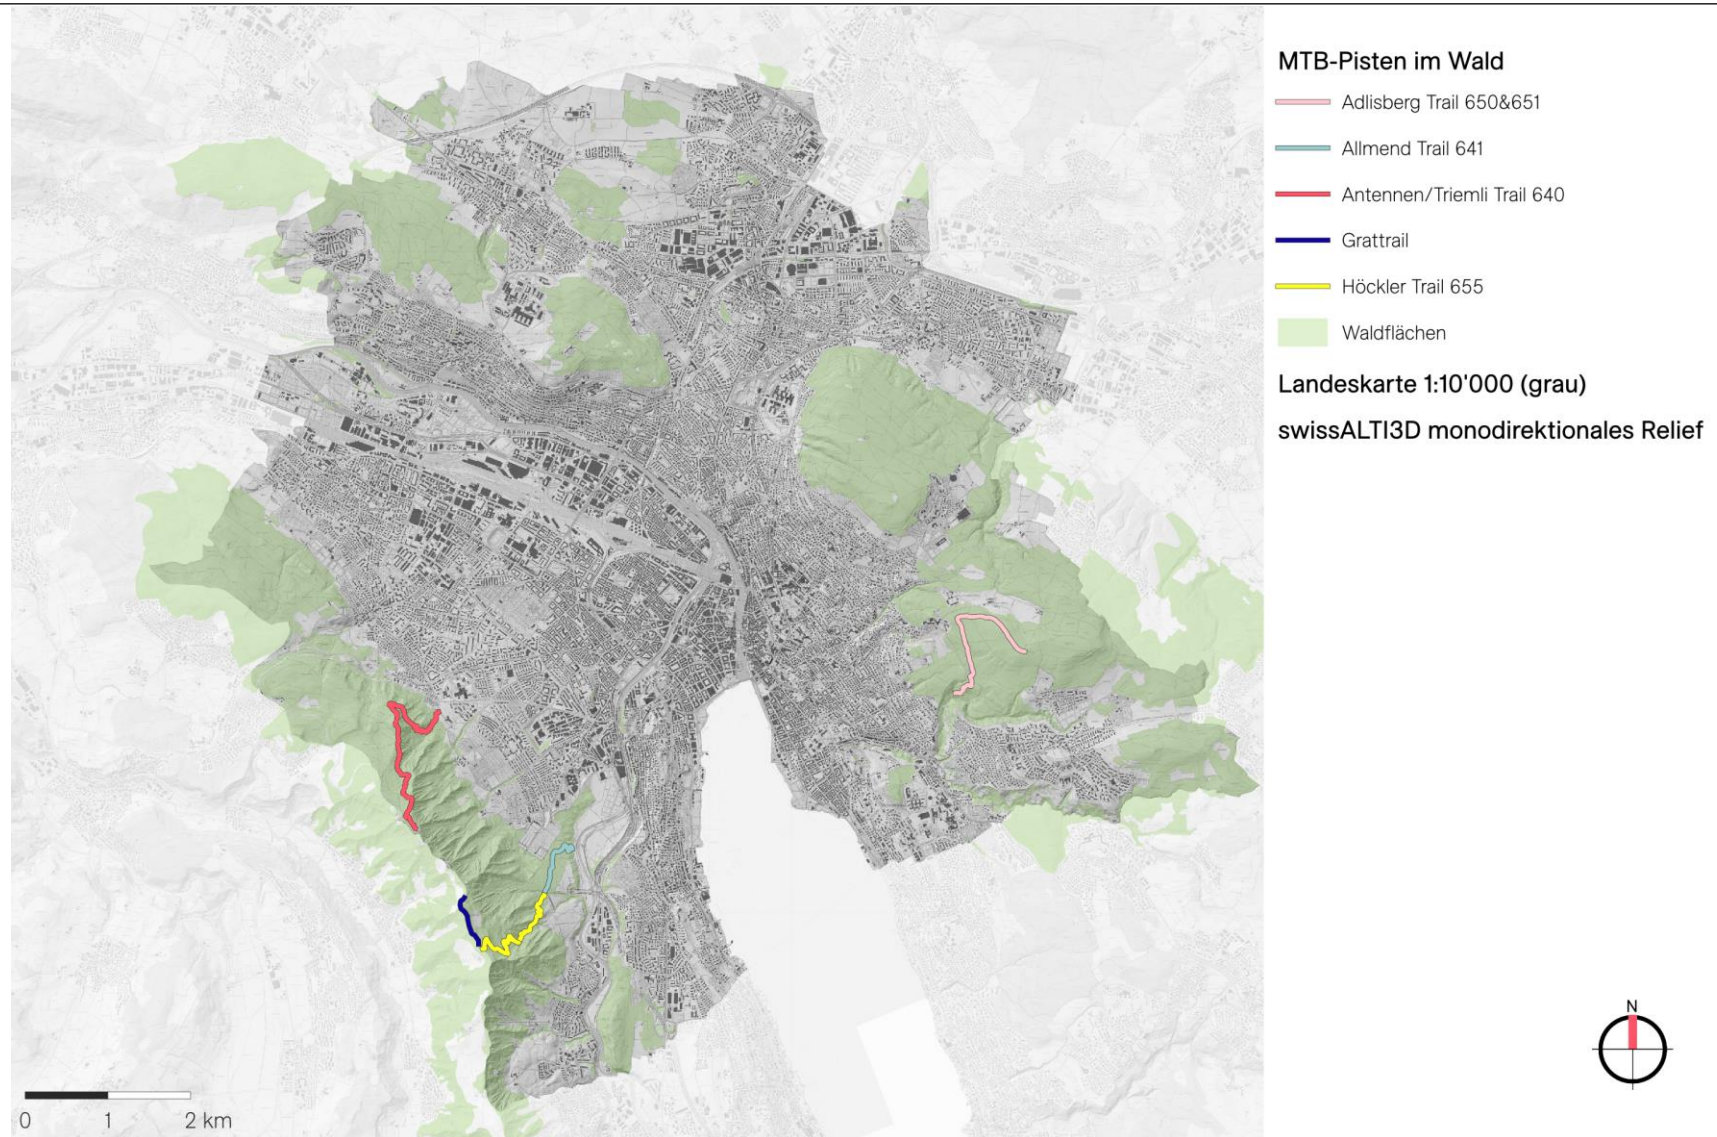 MTB-Pisten im Wald
Adlisberg Trail 650&651
Allmend Trail 641
Antennen/Triemli Trail 640
Grattrail
Höckler Trail 655
Waldflächen
Landeskarte 1:10'000 (grau)
swissALTI3D monodirektionales Relief
N
0 1 2 km